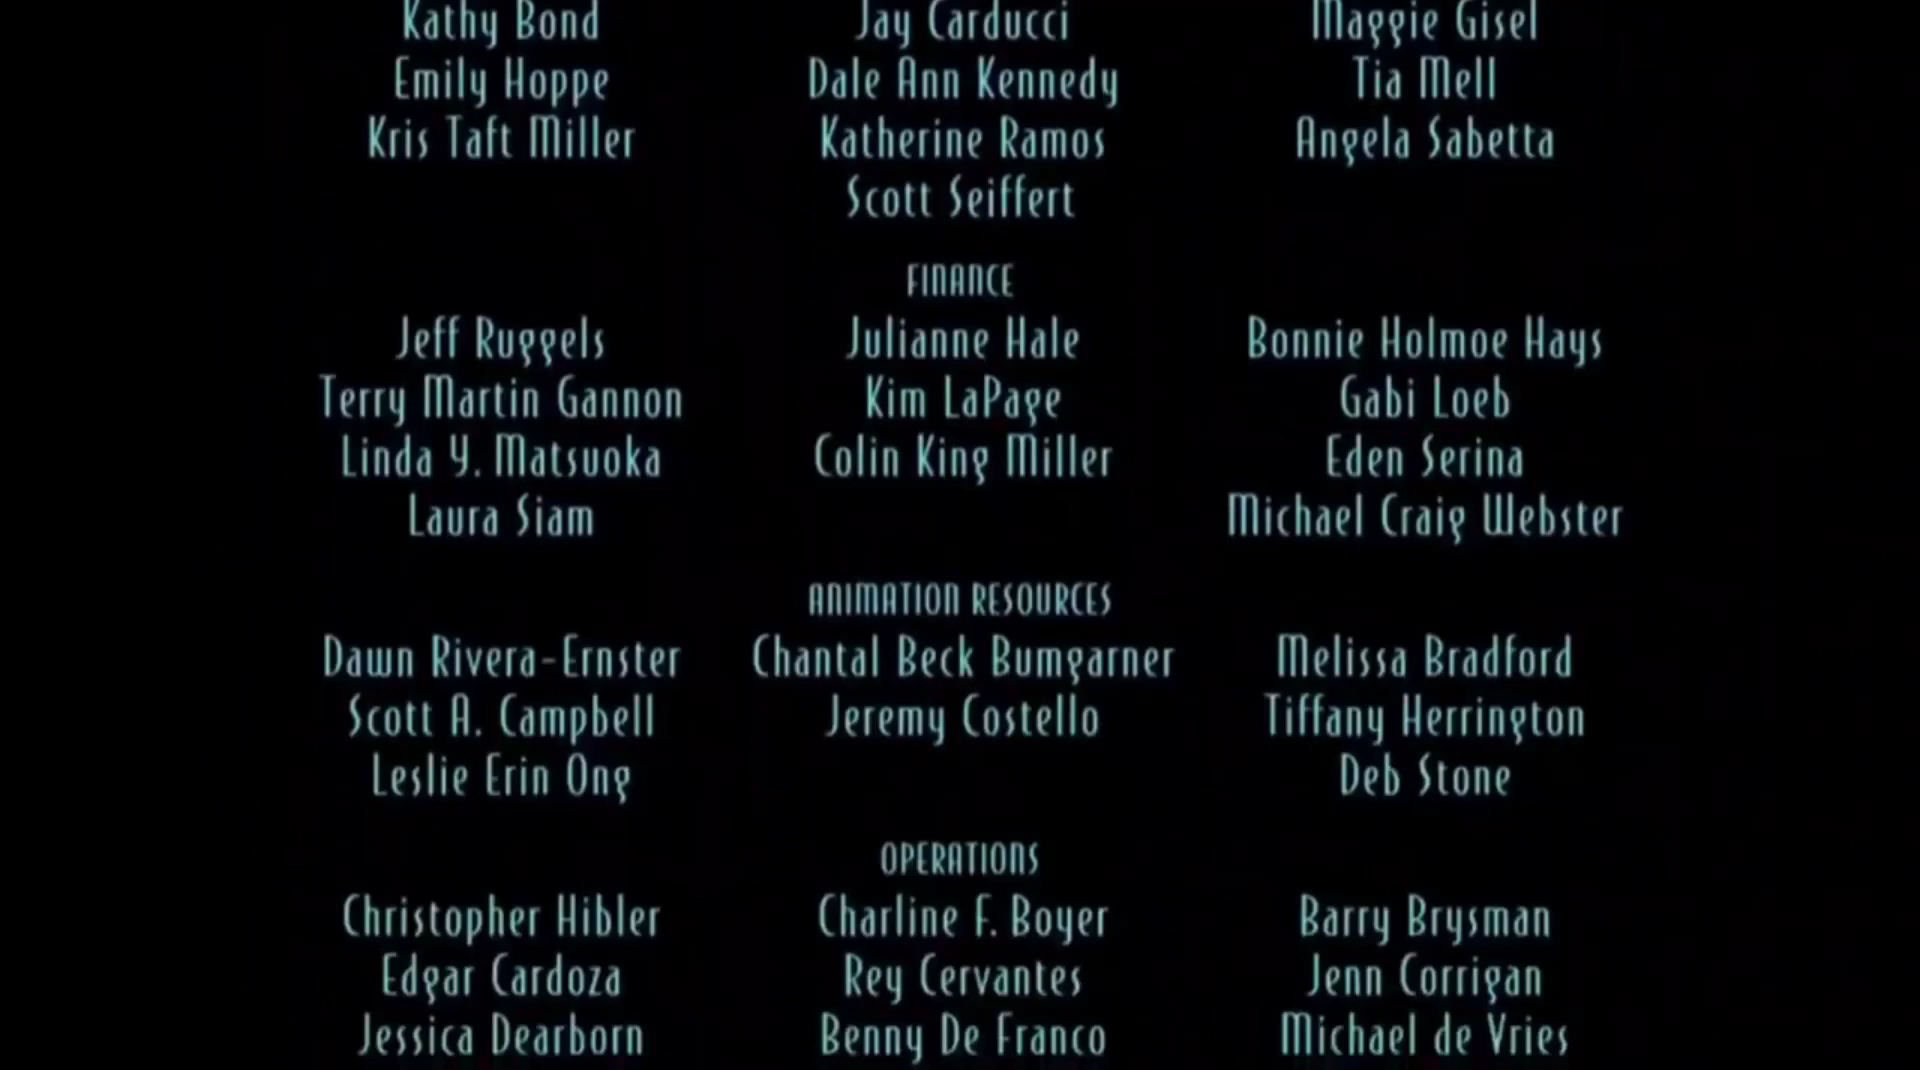 Kathy Bond Jay Carducci Maggie Gisel
Emily Hoppe Dale Ann Kennedy Tia Mell
Kris Taft Miller Katherine Ramos Angela Sabetta
Scott Seiffert
FINANCE
Jeff Ruggels Julianne Hale Bonnie Holmoe Hays
Terry Martin Gannon Kim LaPage Gabi Loeb
Linda Y. Matsuoka Colin King Miller Eden Serina
Laura Siam Michael Craig Webster
ANIMATION RESOURCES
Dawn Rivera-Ernster Chantal Beck Bumgarner Melissa Bradford
Scott A. Campbell Jeremy Costello Tiffany Herrington
Leslie Erin Ong Deb Stone
OPERATIONS
Christopher Hibler Charline F. Boyer Barry Brysman
Edgar Cardoza Rey Cervantes Jenn Corrigan
Jessica Dearborn Benny De Franco Michael de Vries